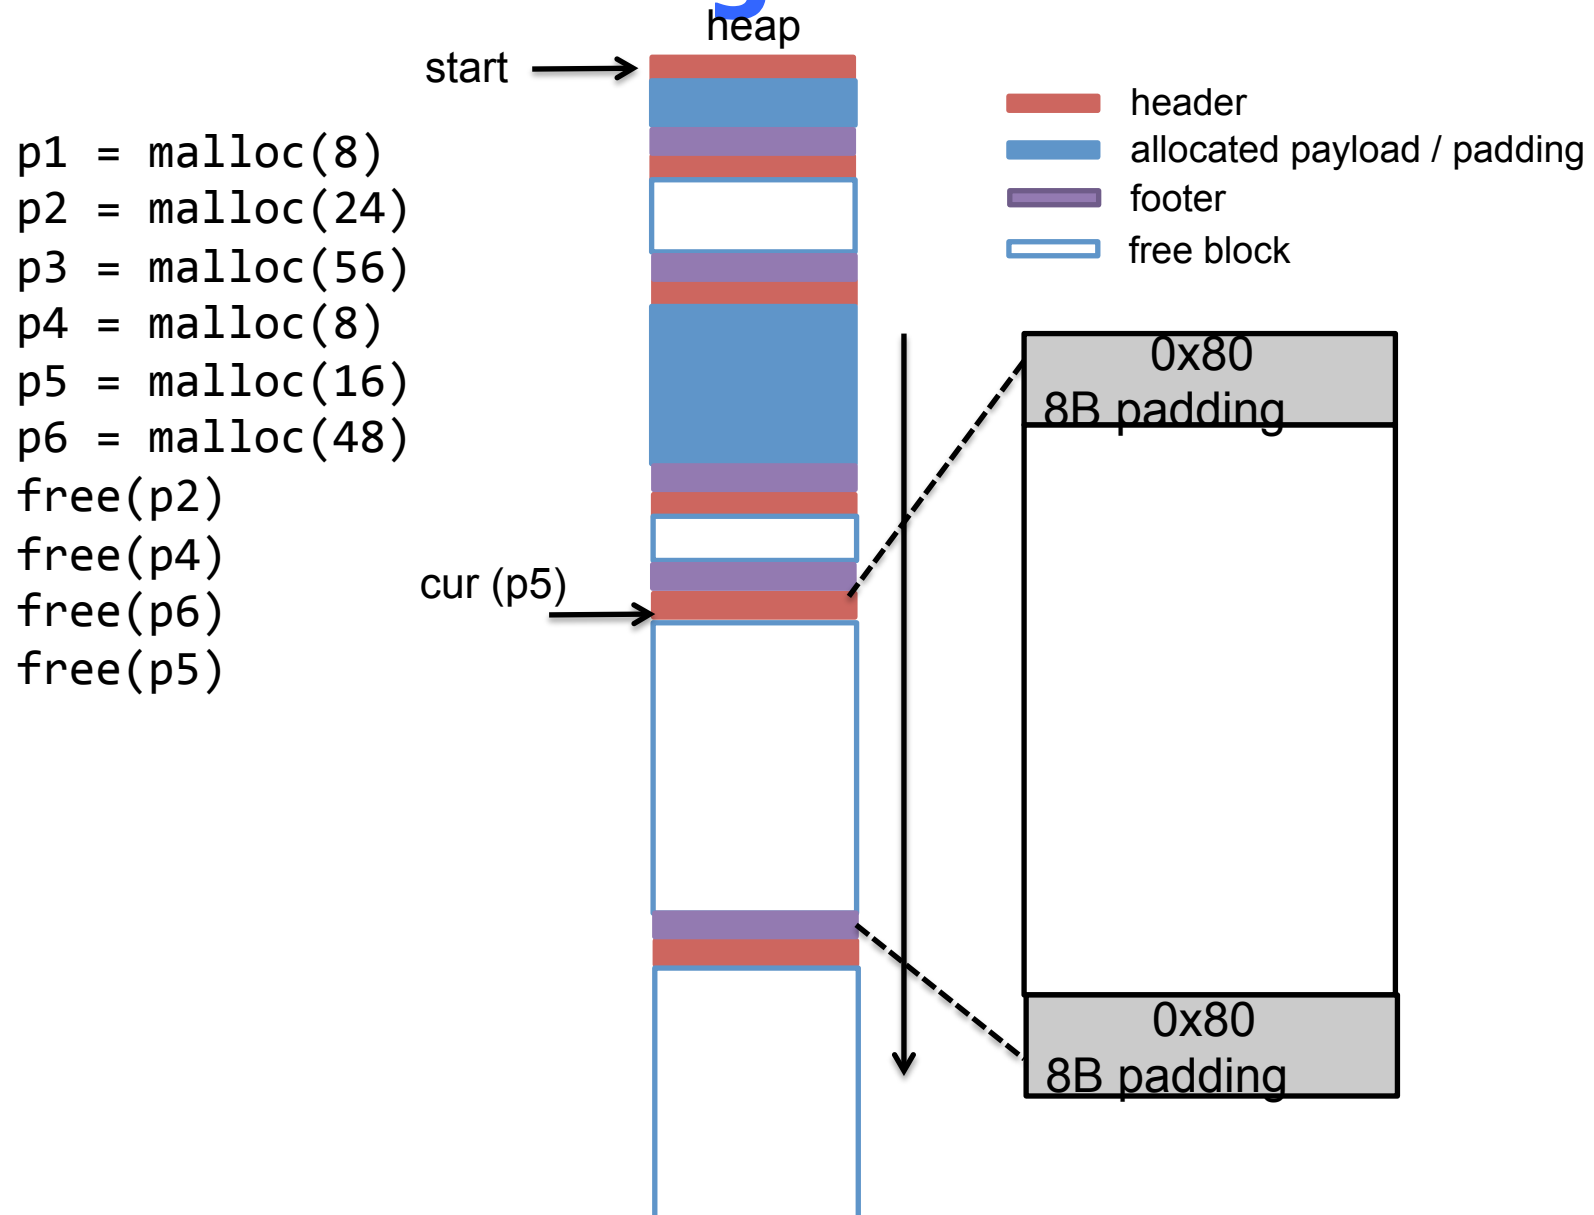 heap
start
header
allocated payload / padding
footer
free block
p1 = malloc(8)
p2 = malloc(24)
p3 = malloc(56)
p4 = malloc(8)
p5 = malloc(16)
p6 = malloc(48)
free(p2)
free(p4)
free(p6)
free(p5)
cur (p5)
0x80
8B padding
0x80
8B padding